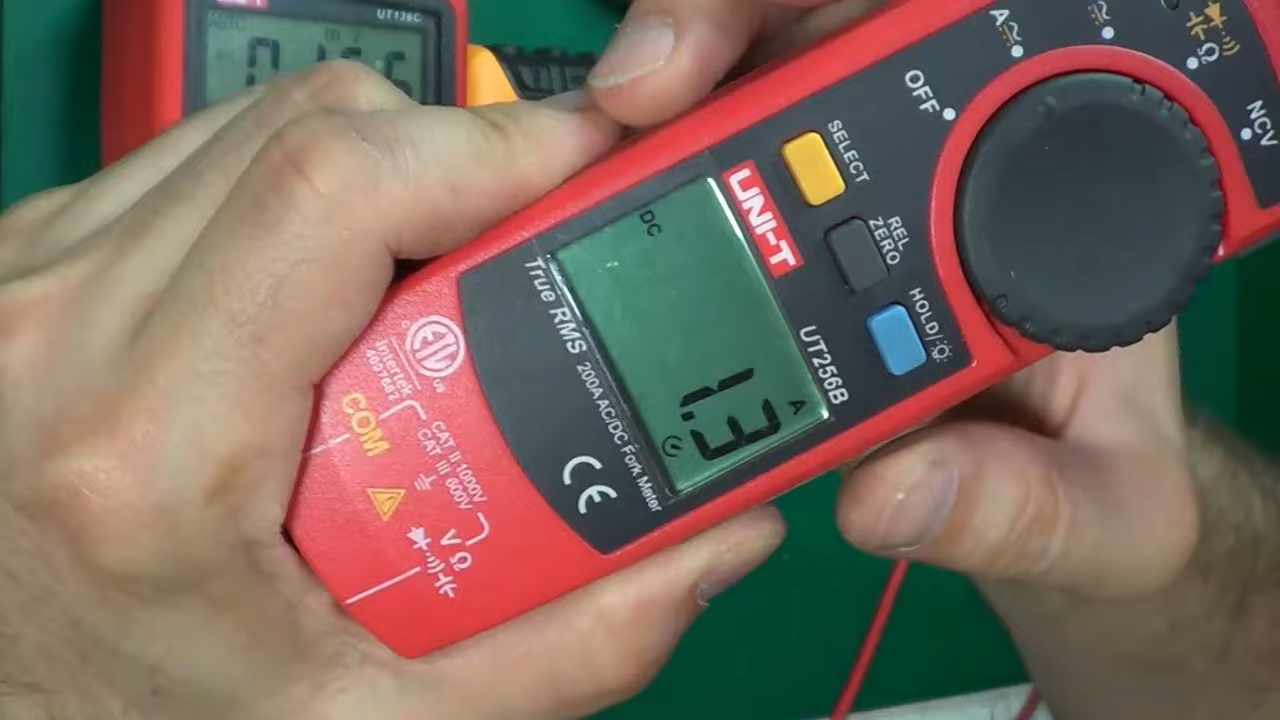 UT136C
OFF
A
NCV
SELECT
REL
ZERO
HOLD/
UNI-T
UT256B
DC
1.3
A
True RMS 200A AC/DC Fork Meter
CE
Intertek
4007682
COM
CAT II 1000V
CAT III 600V
V Ω